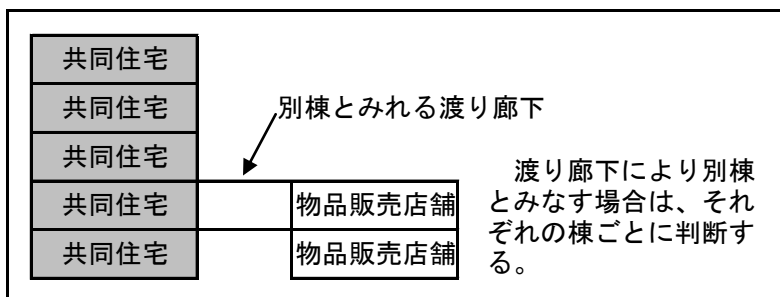 共同住宅
共同住宅
別棟とみれる渡り廊下
共同住宅
共同住宅
物品販売店舗
共同住宅
物品販売店舗
渡り廊下により別棟
とみなす場合は、それ
ぞれの棟ごとに判断す
る。